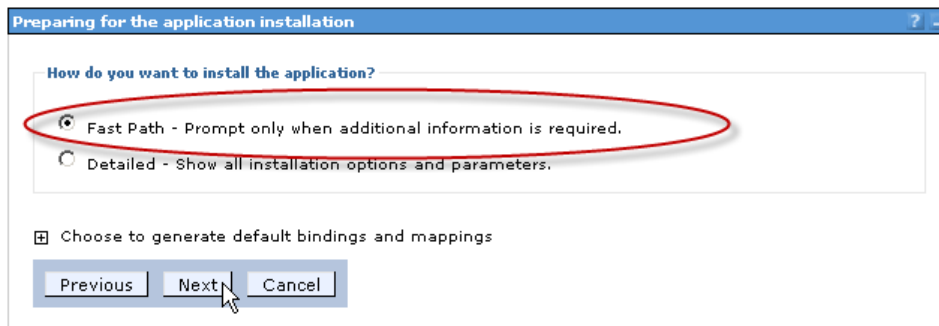 Preparing for the application installation ? -
How do you want to install the application?
Fast Path - Prompt only when additional information is required.
Detailed - Show all installation options and parameters.
Choose to generate default bindings and mappings
Previous Next Cancel